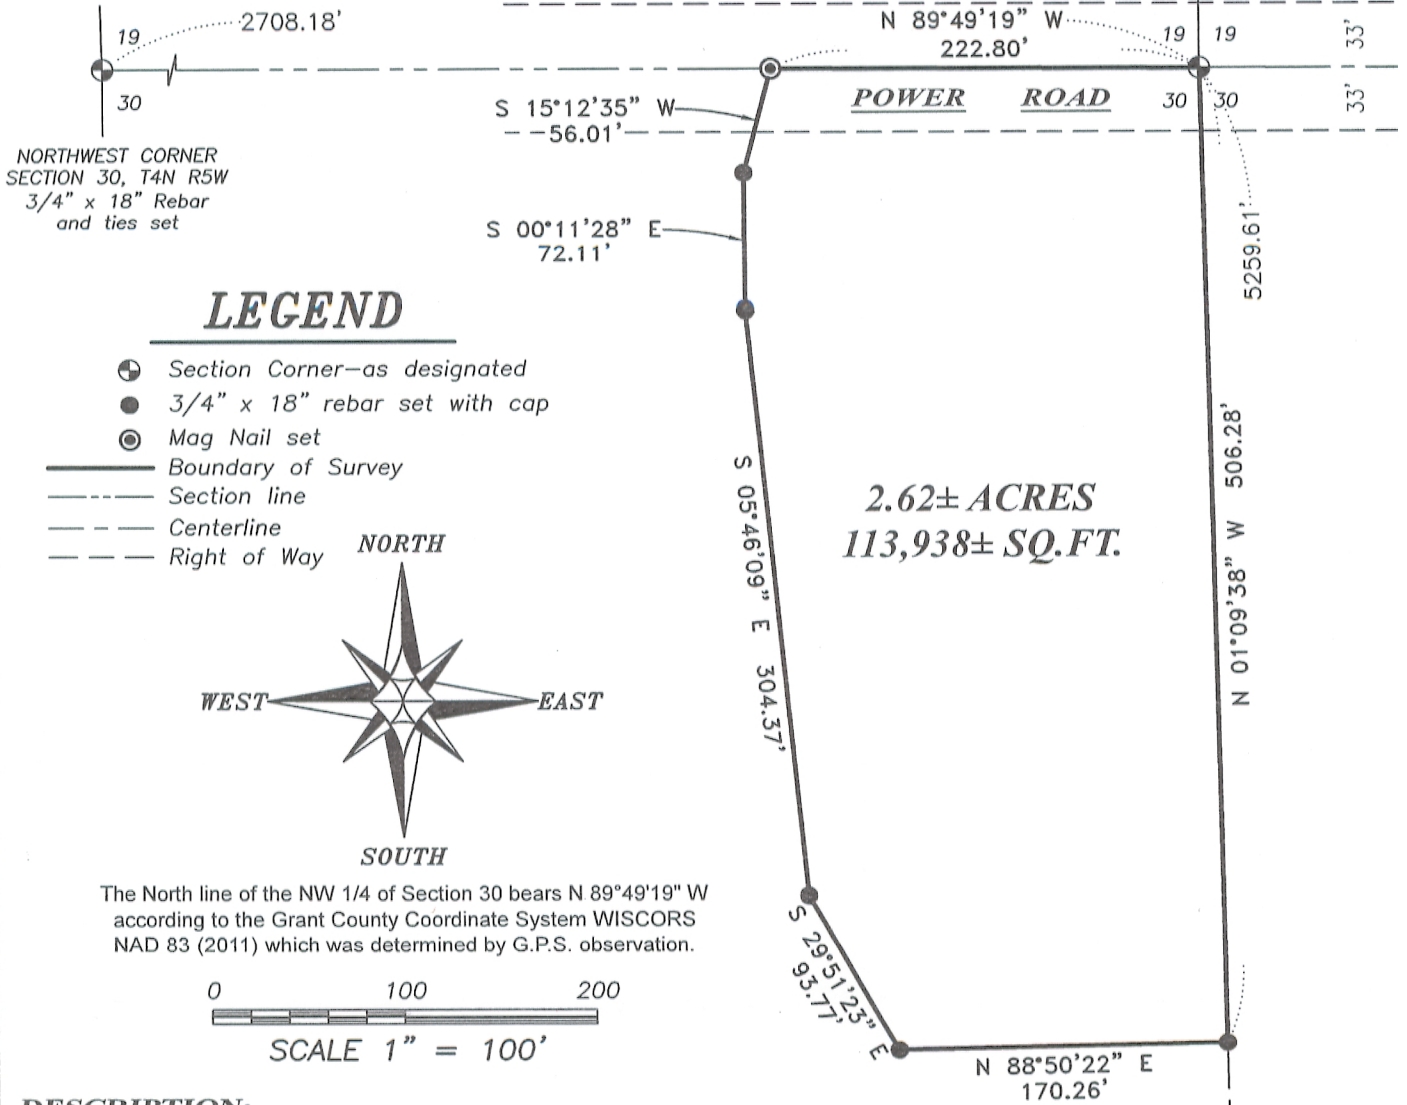 2708.18'
19
30
NORTHWEST CORNER
SECTION 30, T4N R5W
3/4" x 18" Rebar
and ties set
N 89°49'19" W
222.80'
19 19
30 30
33'
33'
POWER ROAD
S 15°12'35" W
56.01'
S 00°11'28" E
72.11'
5259.61'
LEGEND
Section Corner-as designated
3/4" x 18" rebar set with cap
Mag Nail set
Boundary of Survey
Section line
Centerline
Right of Way
NORTH
WEST
EAST
SOUTH
S 05°46'09" E 304.37'
2.62± ACRES
113,938± SQ.FT.
N 01°09'38" W 506.28'
The North line of the NW 1/4 of Section 30 bears N 89°49'19" W
according to the Grant County Coordinate System WISCORS
NAD 83 (2011) which was determined by G.P.S. observation.
0 100 200
SCALE 1" = 100'
S 29°51'23" E
93.77'
N 88°50'22" E
170.26'
DESCRIPTION: